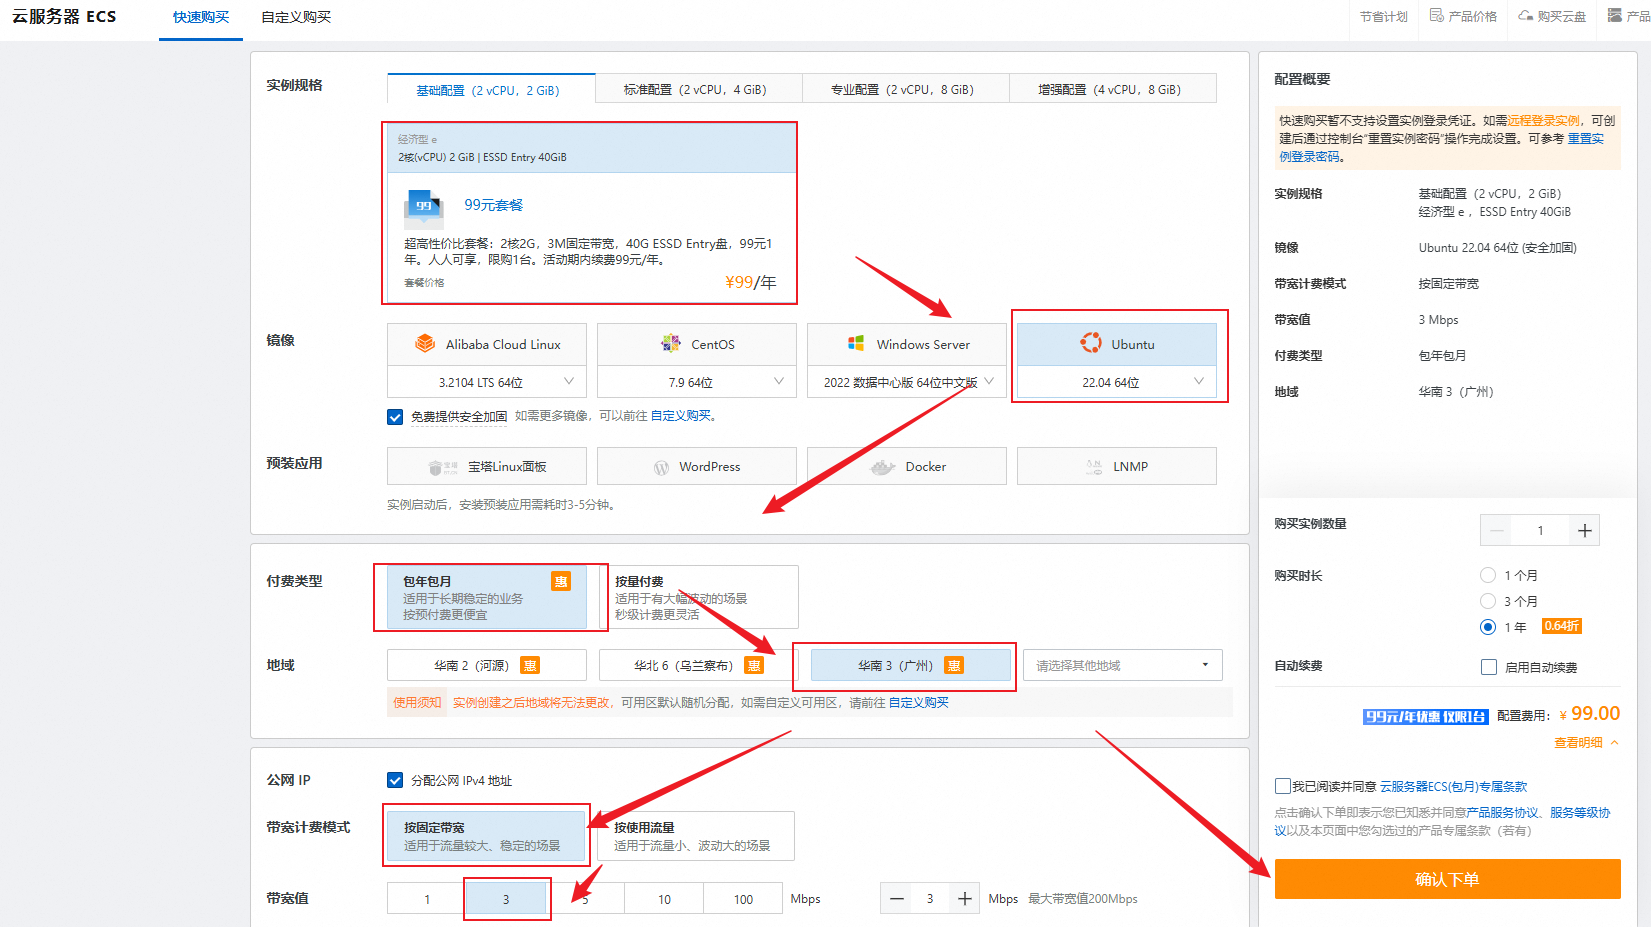 云服务器 ECS
快速购买
自定义购买
节省计划
产品价格
购买云盘
产品
实例规格
基础配置（2 vCPU，2 GiB）
标准配置（2 vCPU，4 GiB）
专业配置（2 vCPU，8 GiB）
增强配置（4 vCPU，8 GiB）
经济型 e
2核(vCPU) 2 GiB | ESSD Entry 40GiB
99
99元套餐
超高性价比套餐：2核2G，3M固定带宽，40G ESSD Entry盘，99元1
年。人人可享，限购1台。活动期内续费99元/年。
套餐价格
¥99/年
镜像
Alibaba Cloud Linux
CentOS
Windows Server
Ubuntu
3.2104 LTS 64位
7.9 64位
2022 数据中心版 64位中文版
22.04 64位
免费提供安全加固 如需更多镜像，可以前往 自定义购买。
预装应用
宝塔Linux面板
WordPress
Docker
LNMP
实例启动后，安装预装应用需耗时3-5分钟。
付费类型
包年包月
惠
适用于长期稳定的业务
按预付费更便宜
按量付费
适用于有大幅波动的场景
秒级计费更灵活
地域
华南 2（河源） 惠
华北 6（乌兰察布） 惠
华南 3（广州） 惠
请选择其他地域
使用须知 实例创建之后地域将无法更改，可用区默认随机分配，如需自定义可用区，请前往 自定义购买
公网 IP
分配公网 IPv4 地址
带宽计费模式
按固定带宽
适用于流量较大、稳定的场景
按使用流量
适用于流量小、波动大的场景
带宽值
1
3
5
10
100
Mbps
3
Mbps
最大带宽值200Mbps
配置概要
快速购买暂不支持设置实例登录凭证。如需远程登录实例，可创
建后通过控制台“重置实例密码”操作完成设置。可参考 重置实
例登录密码。
实例规格
基础配置（2 vCPU，2 GiB）
经济型 e ，ESSD Entry 40GiB
镜像
Ubuntu 22.04 64位 (安全加固)
带宽计费模式
按固定带宽
带宽值
3 Mbps
付费类型
包年包月
地域
华南 3（广州）
购买实例数量
1
购买时长
1 个月
3 个月
1 年 0.64折
自动续费
启用自动续费
99元/年优惠 仅限1台
配置费用：¥ 99.00
查看明细
我已阅读并同意 云服务器ECS(包月)专属条款
点击确认下单即表示您已知悉并同意产品服务协议、服务等级协
议以及本页面中您勾选过的产品专属条款（若有）
确认下单